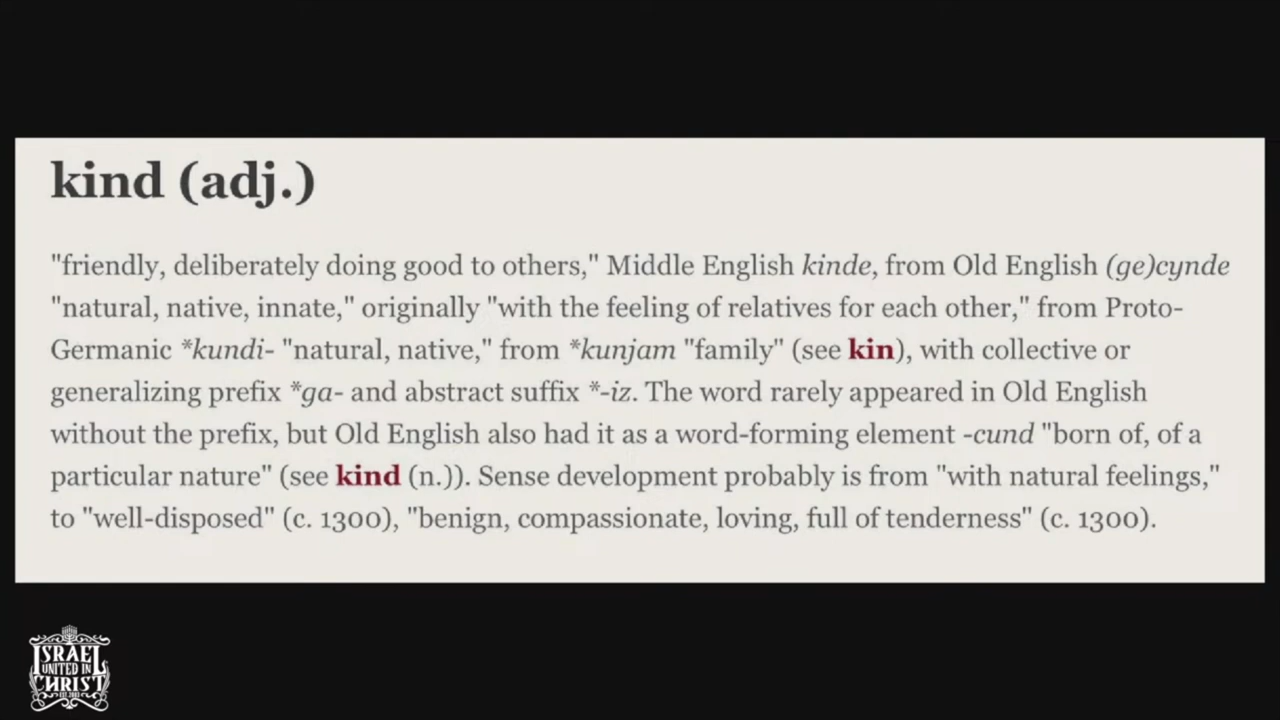 kind (adj.)
"friendly, deliberately doing good to others," Middle English kinde, from Old English (ge)cynde
"natural, native, innate," originally "with the feeling of relatives for each other," from Proto-
Germanic *kundi- "natural, native," from *kunjam "family" (see kin), with collective or
generalizing prefix *ga- and abstract suffix *-iz. The word rarely appeared in Old English
without the prefix, but Old English also had it as a word-forming element -cund "born of, of a
particular nature" (see kind (n.)). Sense development probably is from "with natural feelings,"
to "well-disposed" (c. 1300), "benign, compassionate, loving, full of tenderness" (c. 1300).
ISRAEL
UNITED IN
CHRIST
EST. 2003